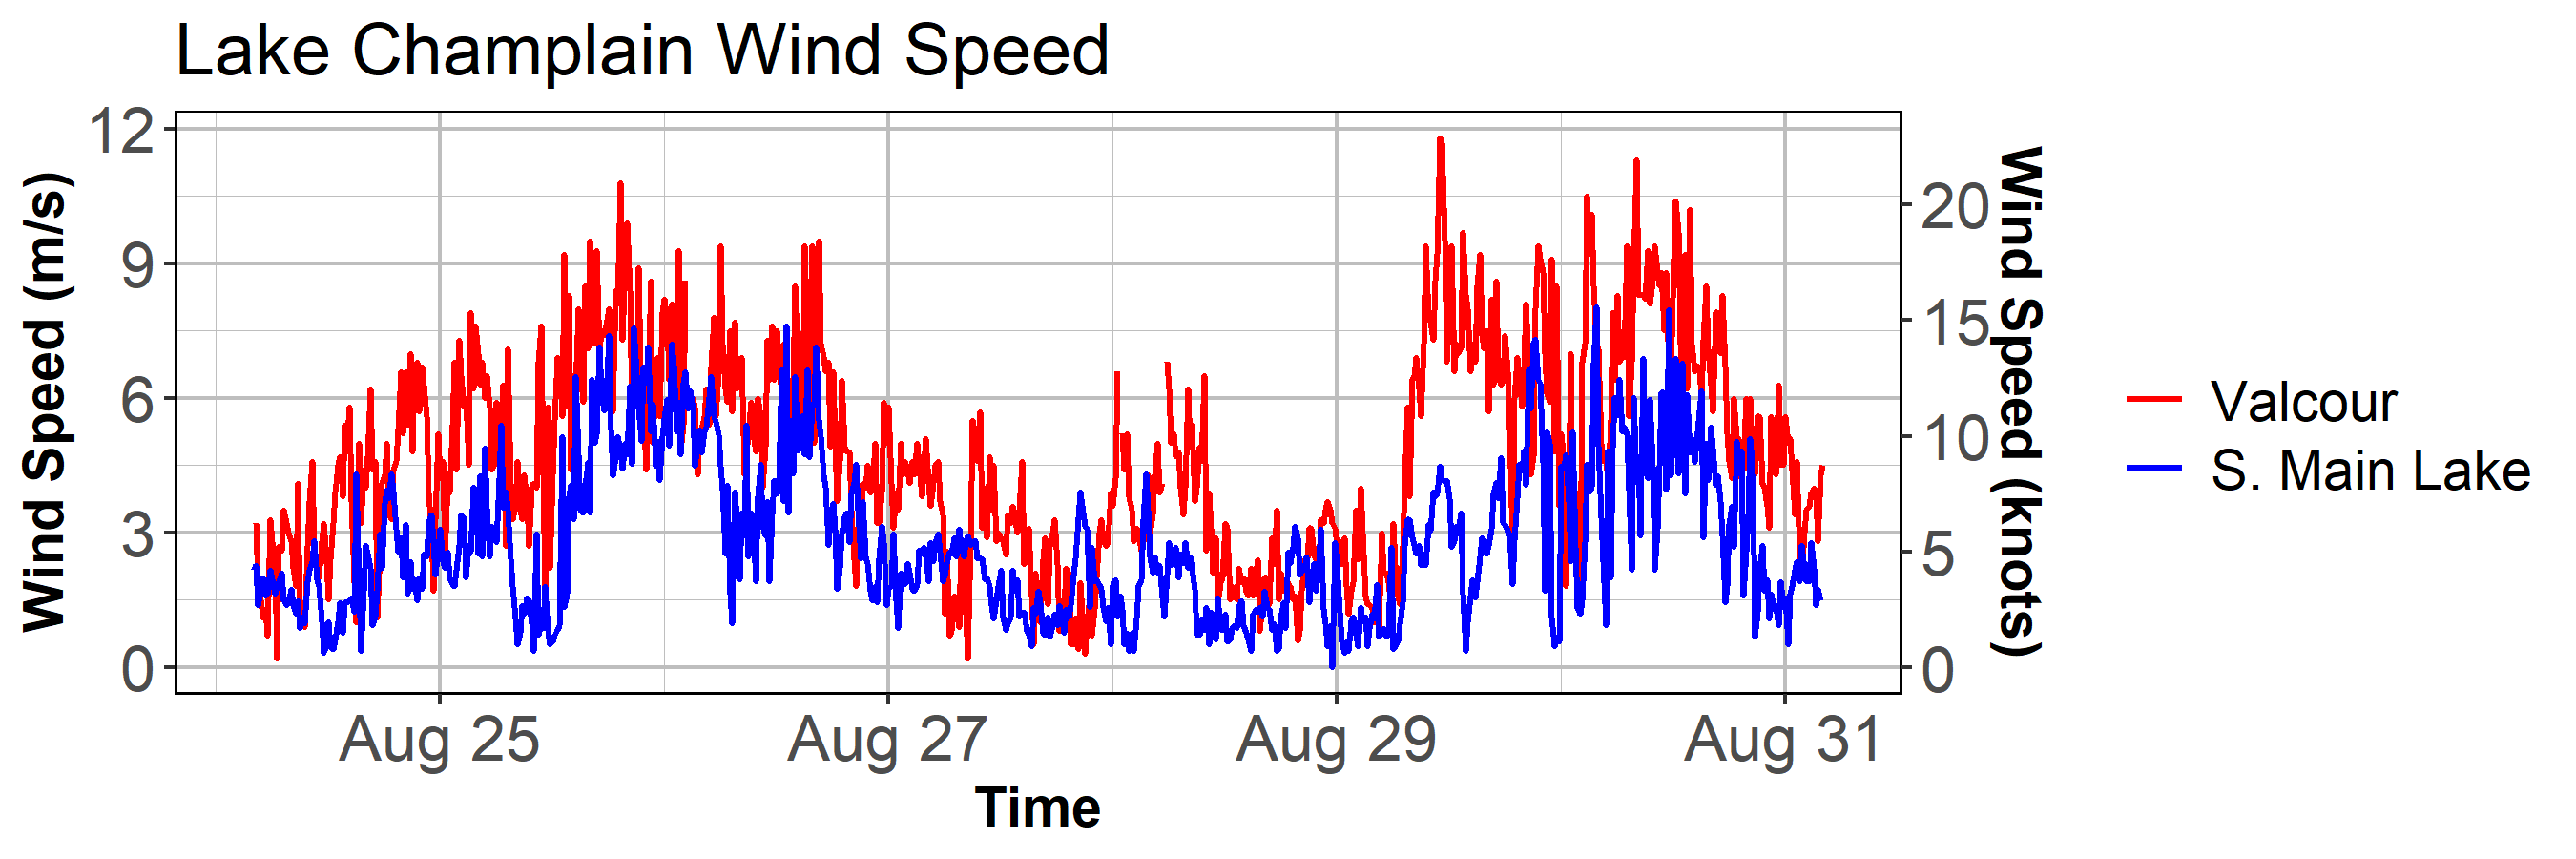 Lake Champlain Wind Speed
12
9
6
3
0
Wind Speed (m/s)
20
15
10
5
0
Wind Speed (knots)
Aug 25
Aug 27
Aug 29
Aug 31
Time
Valcour
S. Main Lake